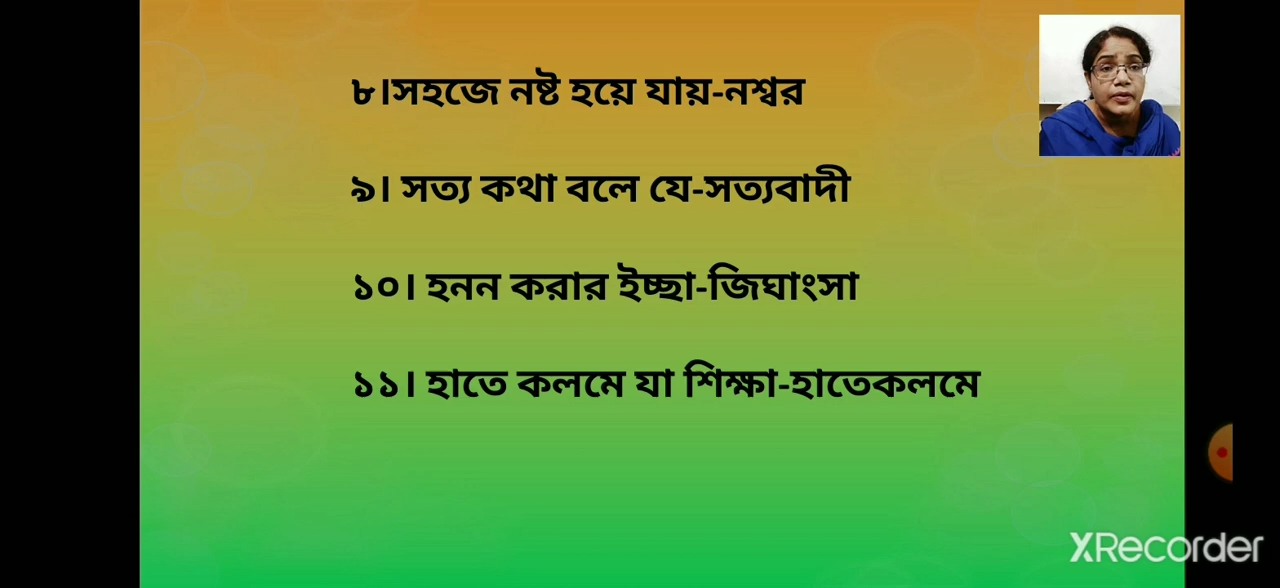 ৮।সহজে নষ্ট হয়ে যায়-নশ্বর
৯। সত্য কথা বলে যে-সত্যবাদী
১০। হনন করার ইচ্ছা-জিঘাংসা
১১। হাতে কলমে যা শিক্ষা-হাতেকলমে
XRecorder